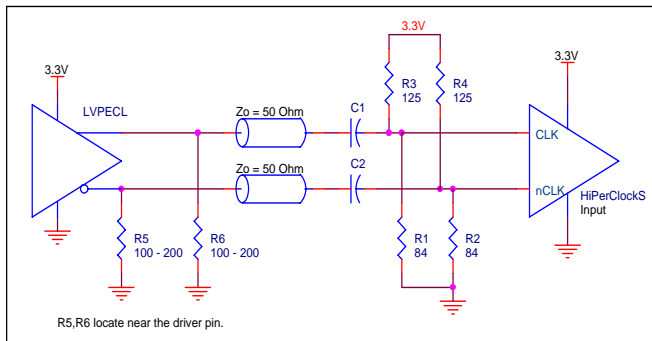 3.3V
3.3V
3.3V
R3
125
R4
125
LVPECL
Zo = 50 Ohm
C1
CLK
Zo = 50 Ohm
C2
nCLK
HiPerClockS
Input
R5
100 - 200
R6
100 - 200
R1
84
R2
84
R5,R6 locate near the driver pin.